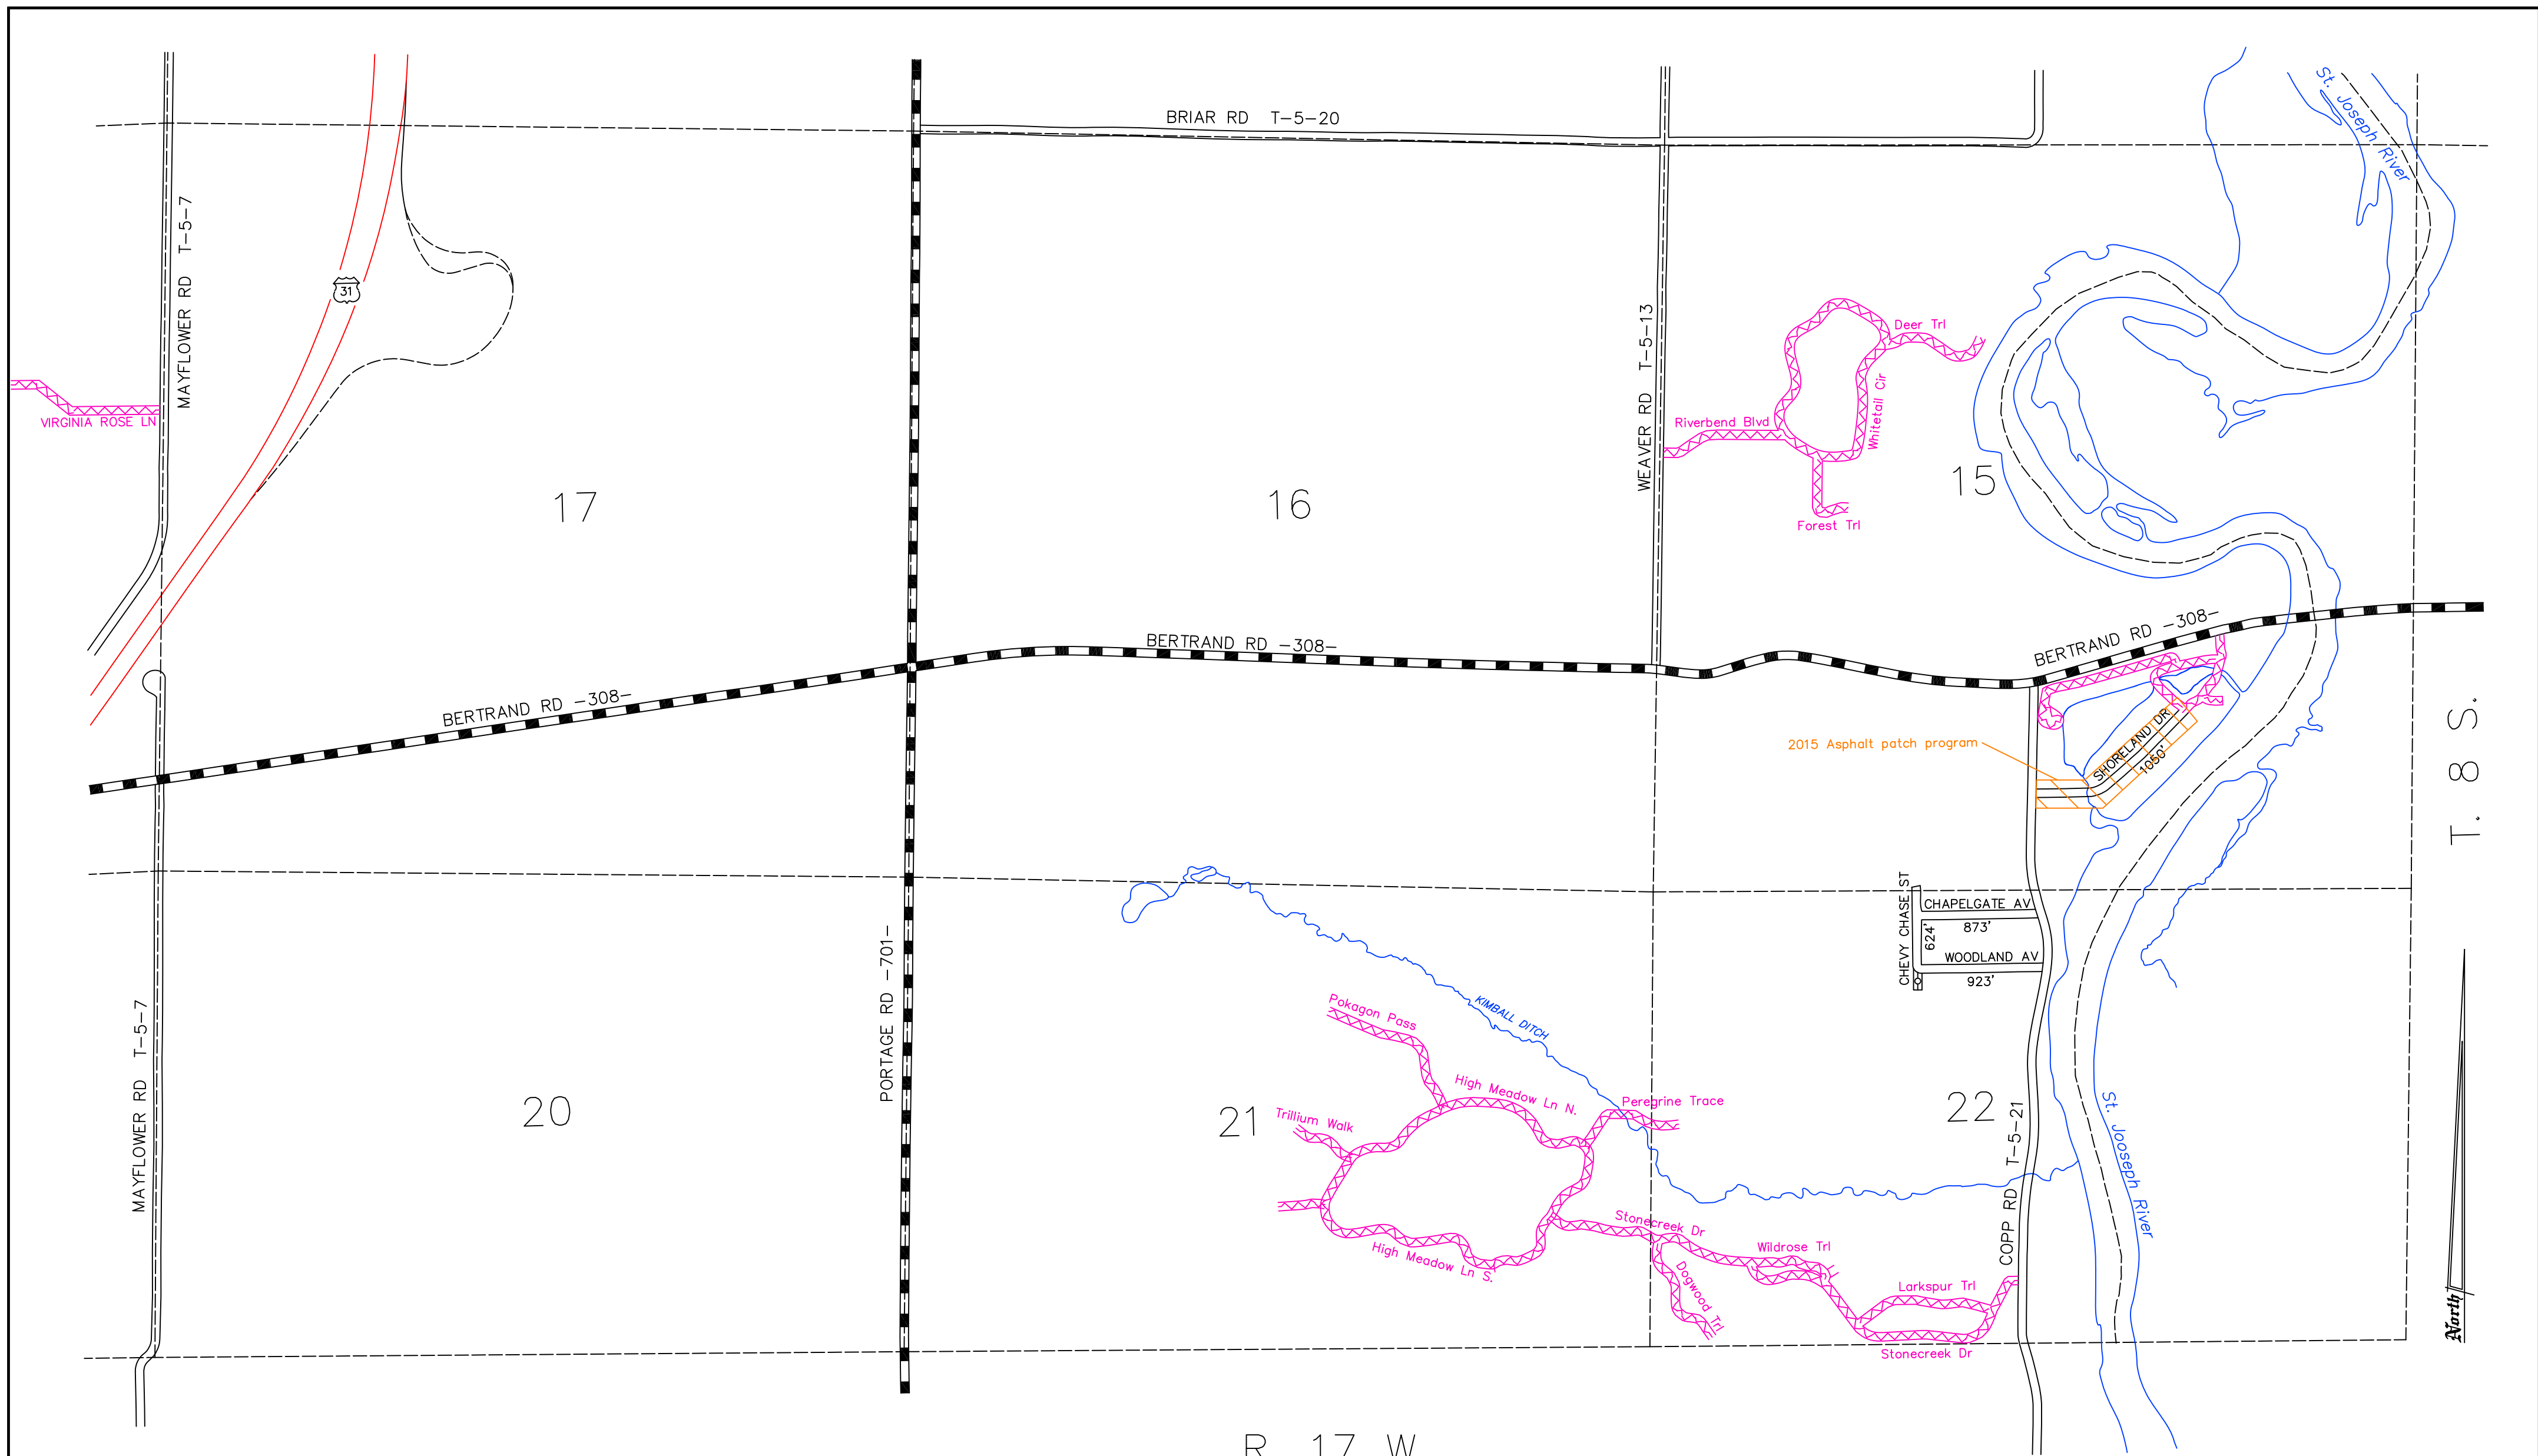 St. Joseph River
BRIAR RD T-5-20
MAYFLOWER RD T-5-7
31
WEAVER RD T-5-13
Deer Trl
Whitetail Cir
Riverbend Blvd
VIRGINIA ROSE LN
Forest Trl
17
16
15
BERTRAND RD -308-
BERTRAND RD -308-
BERTRAND RD -308-
2015 Asphalt patch program
SHORELAND DR
1050'
T. 8 S.
CHEVY CHASE ST
CHAPELGATE AV
873'
624'
WOODLAND AV
923'
PORTAGE RD -701-
MAYFLOWER RD T-5-7
KIMBALL DITCH
Pokagon Pass
High Meadow Ln N.
Peregrine Trace
Trillium Walk
20
21
22
COPP RD T-5-21
St. Jooseph River
Stonecreek Dr
High Meadow Ln S.
Wildrose Trl
Dogwood Trl
Larkspur Trl
Stonecreek Dr
North
R 17 W